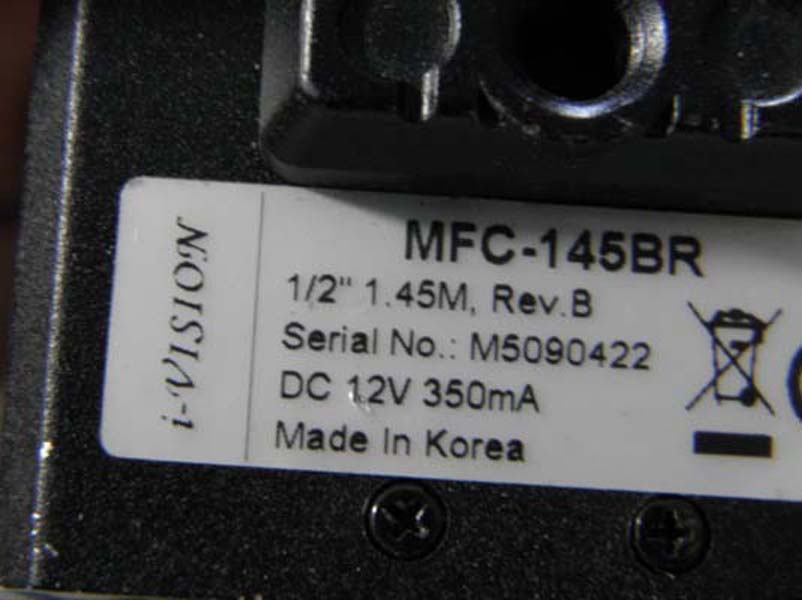 i-VISION
MFC-145BR
1/2" 1.45M, Rev.B
Serial No.: M5090422
DC 12V 350mA
Made In Korea